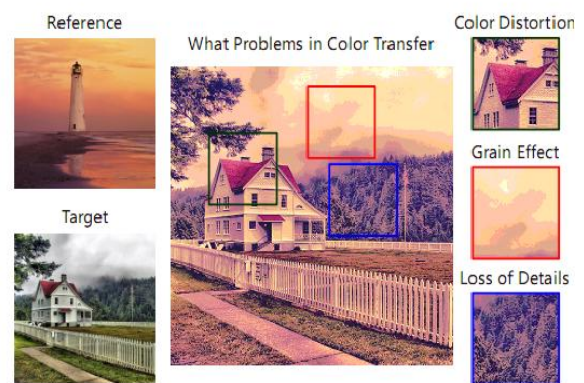 Reference
What Problems in Color Transfer
Color Distortion
Grain Effect
Target
Loss of Details